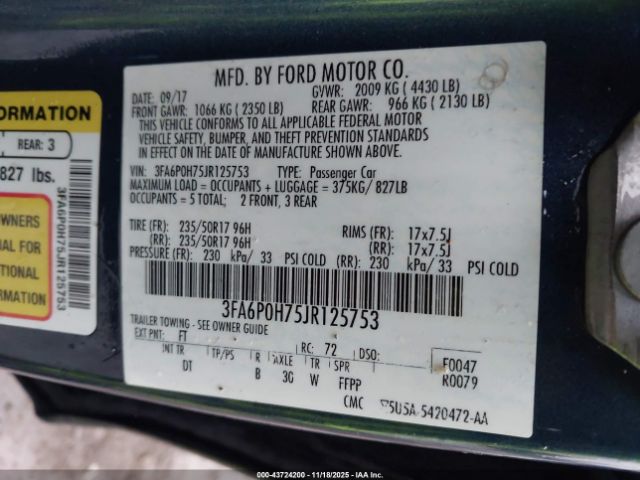 MFD. BY FORD MOTOR CO.
DATE: 09/17 GVWR: 2009 KG ( 4430 LB)
FRONT GAWR: 1066 KG ( 2350 LB) REAR GAWR: 966 KG ( 2130 LB)
THIS VEHICLE CONFORMS TO ALL APPLICABLE FEDERAL MOTOR
VEHICLE SAFETY, BUMPER, AND THEFT PREVENTION STANDARDS
IN EFFECT ON THE DATE OF MANUFACTURE SHOWN ABOVE.
VIN: 3FA6P0H75JR125753 TYPE: Passenger Car
MAXIMUM LOAD = OCCUPANTS + LUGGAGE = 375KG/ 827LB
OCCUPANTS = 5 TOTAL; 2 FRONT, 3 REAR
TIRE (FR): 235/50R17 96H RIMS (FR): 17x7.5J
(RR): 235/50R17 96H (RR): 17x7.5J
PRESSURE (FR): 230 kPa/ 33 PSI COLD (RR): 230 kPa/ 33 PSI COLD
3FA6P0H75JR125753
TRAILER TOWING - SEE OWNER GUIDE
EXT PNT: FT RC: 72 DSO: F0047
INT TR TP/PS R AXLE TR SPR R0079
DT B 30 W FFPP
CMC 5U5A-5420472-AA
ORMATION
REAR: 3
827 lbs.
3FA6P0H75JR125753
OWNERS
AL FOR
TIONAL
MATION
000-43724200 - 11/18/2025 - IAAI.COM